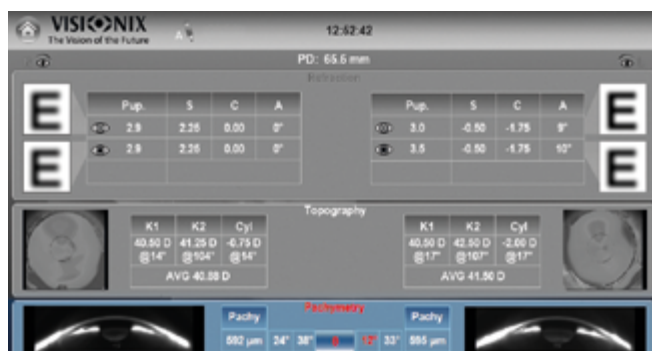 VISIONIX
The Vision of the Future
12:52:42
PD: 65.5 mm
Refraction
E Pup. S C A Pup. S C A E
2.9 2.25 0.00 0° 3.0 -0.50 -1.75 9°
E 2.9 2.25 0.00 0° 3.5 -0.50 -1.75 10° E
Topography
K1 K2 Cyl K1 K2 Cyl
40.50 D 41.25 D -0.75 D 40.50 D 42.50 D -2.00 D
@14° @104° @14° @17° @107° @17°
AVG 40.88 D AVG 41.50 D
Pachymetry
Pachy Pachy
24° 38° 12° 33°